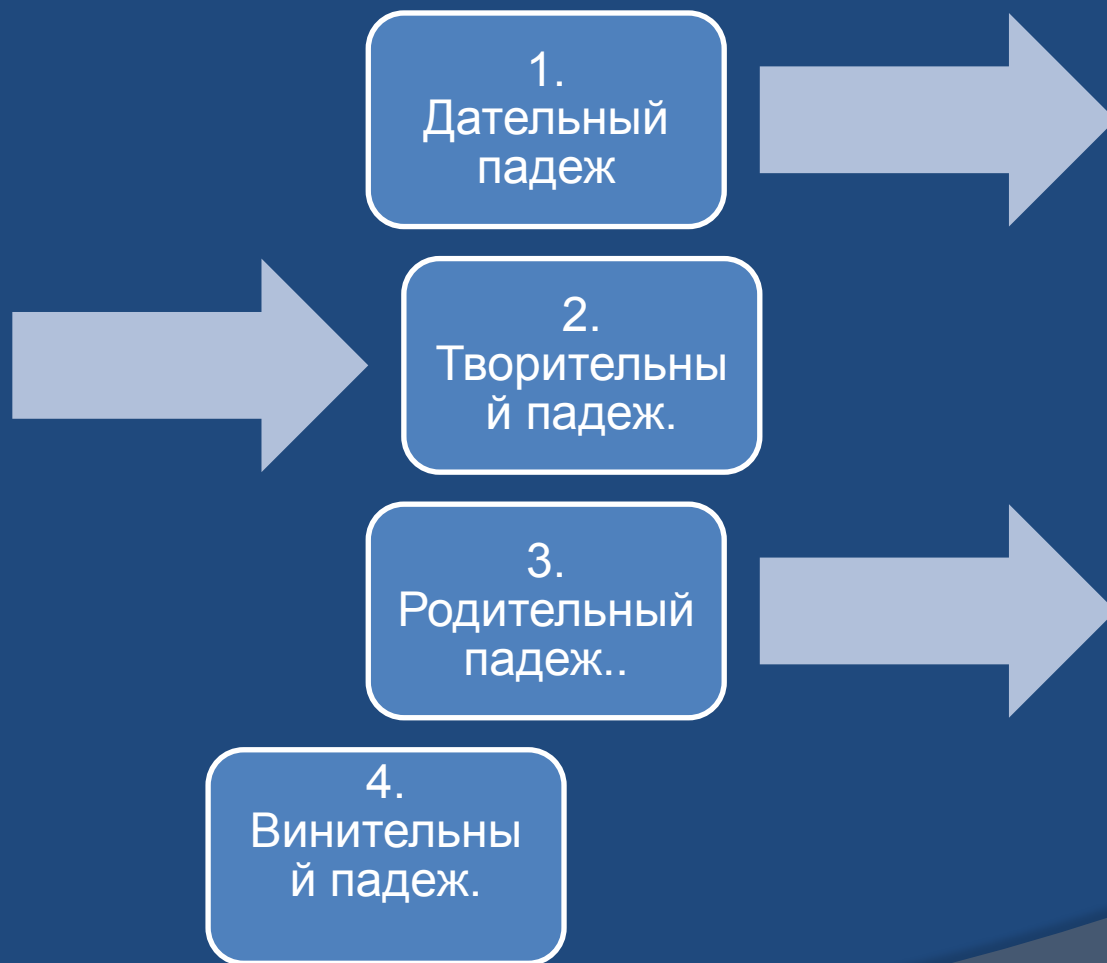 1.
Дательный
падеж
2.
Творительны
й падеж.
3.
Родительный
падеж..
4.
Винительны
й падеж.